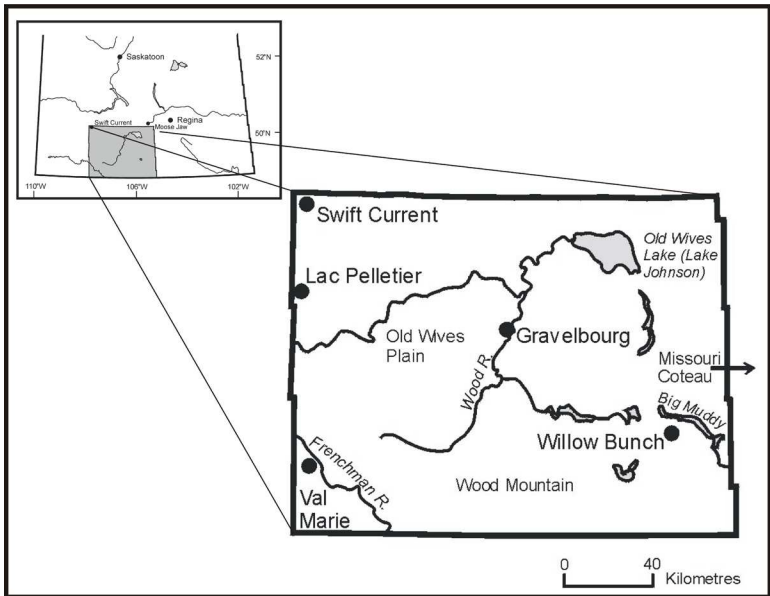 Saskatoon
52°N
Swift Current
Regina
Moose Jaw
50°N
110°W
106°W
102°W
Swift Current
Old Wives
Lake (Lake
Johnson)
Lac Pelletier
Old Wives
Plain
Gravelbourg
Wood R.
Missouri
Coteau
Big Muddy
Willow Bunch
Frenchman R.
Wood Mountain
Val
Marie
0
40
Kilometres